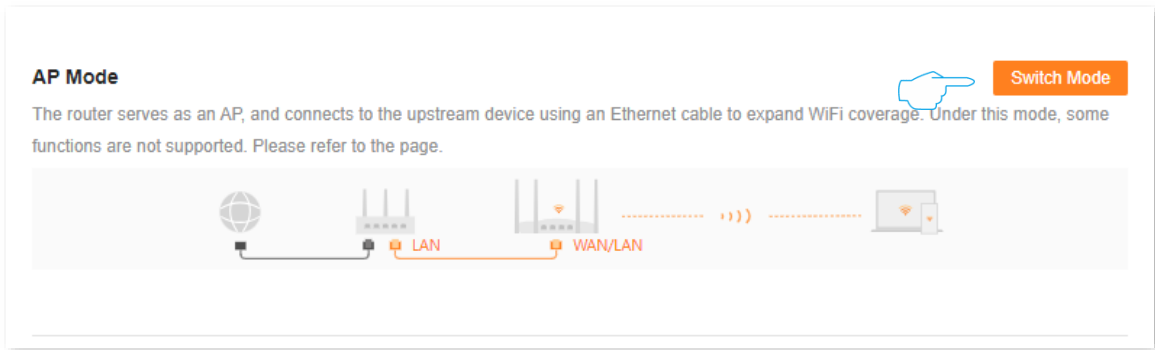 AP Mode
Switch Mode
The router serves as an AP, and connects to the upstream device using an Ethernet cable to expand WiFi coverage. Under this mode, some
functions are not supported. Please refer to the page.
LAN
WAN/LAN